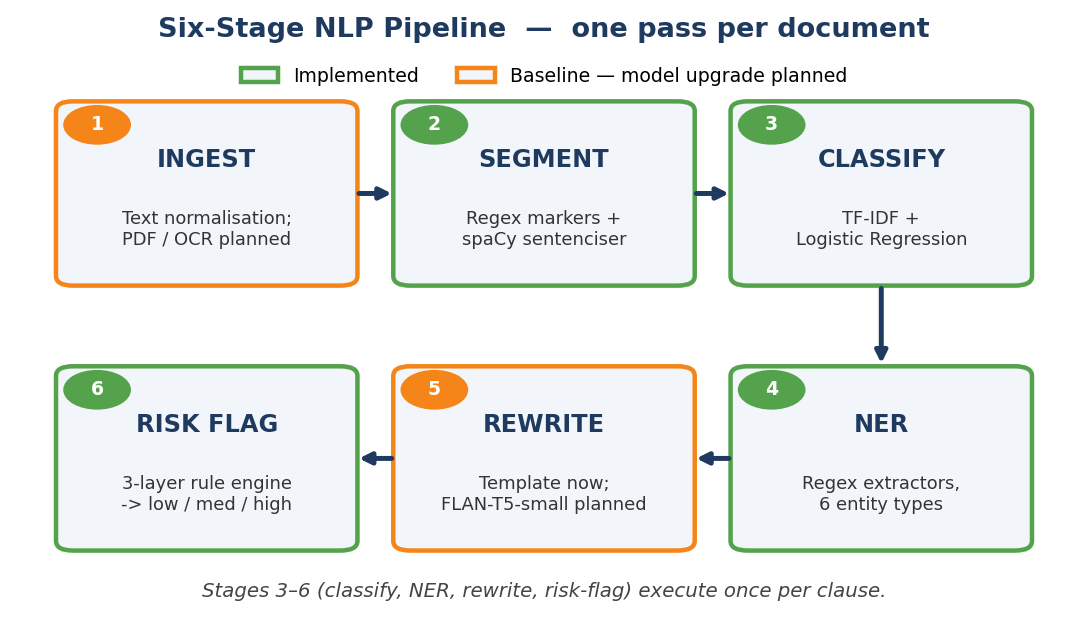 Six-Stage NLP Pipeline — one pass per document
Implemented
Baseline — model upgrade planned
1
INGEST
Text normalisation;
PDF / OCR planned
2
SEGMENT
Regex markers +
spaCy sentenciser
3
CLASSIFY
TF-IDF +
Logistic Regression
4
NER
Regex extractors,
6 entity types
5
REWRITE
Template now;
FLAN-T5-small planned
6
RISK FLAG
3-layer rule engine
-> low / med / high
Stages 3–6 (classify, NER, rewrite, risk-flag) execute once per clause.